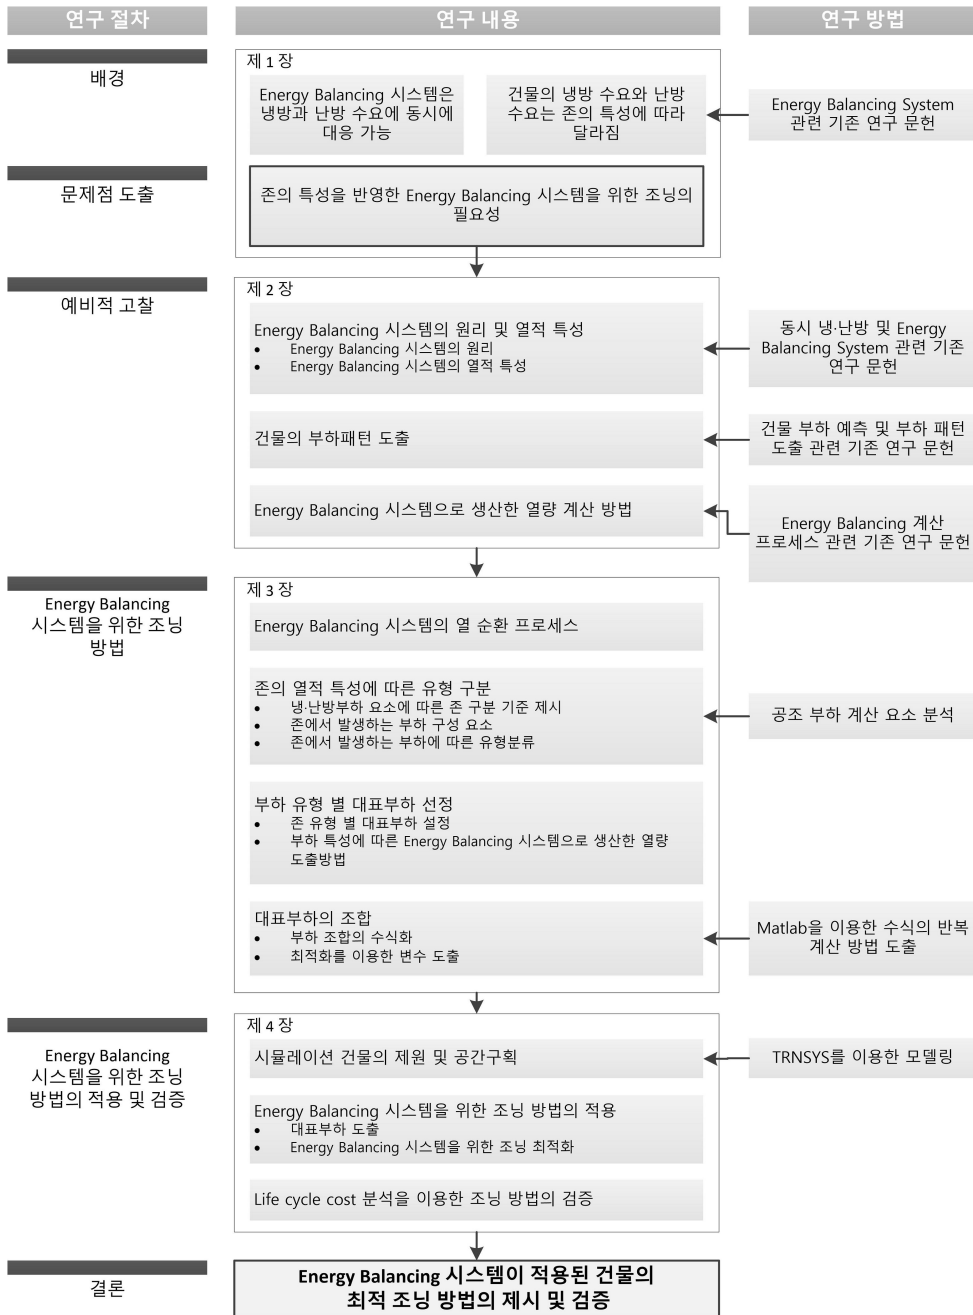 연구 절차
연구 내용
연구 방법
배경
제 1 장
Energy Balancing 시스템은
냉방과 난방 수요에 동시에
대응 가능
건물의 냉방 수요와 난방
수요는 존의 특성에 따라
달라짐
Energy Balancing System
관련 기존 연구 문헌
문제점 도출
존의 특성을 반영한 Energy Balancing 시스템을 위한 조닝의
필요성
예비적 고찰
제 2 장
Energy Balancing 시스템의 원리 및 열적 특성
• Energy Balancing 시스템의 원리
• Energy Balancing 시스템의 열적 특성
동시 냉·난방 및 Energy
Balancing System 관련 기존
연구 문헌
건물의 부하패턴 도출
건물 부하 예측 및 부하 패턴
도출 관련 기존 연구 문헌
Energy Balancing 시스템으로 생산한 열량 계산 방법
Energy Balancing 계산
프로세스 관련 기존 연구 문헌
Energy Balancing
시스템을 위한 조닝
방법
제 3 장
Energy Balancing 시스템의 열 순환 프로세스
존의 열적 특성에 따른 유형 구분
• 냉·난방부하 요소에 따른 존 구분 기준 제시
• 존에서 발생하는 부하 구성 요소
• 존에서 발생하는 부하에 따른 유형분류
공조 부하 계산 요소 분석
부하 유형 별 대표부하 선정
• 존 유형 별 대표부하 설정
• 부하 특성에 따른 Energy Balancing 시스템으로 생산한 열량
도출방법
대표부하의 조합
• 부하 조합의 수식화
• 최적화를 이용한 변수 도출
Matlab을 이용한 수식의 반복
계산 방법 도출
Energy Balancing
시스템을 위한 조닝
방법의 적용 및 검증
제 4 장
시뮬레이션 건물의 제원 및 공간구획
TRNSYS를 이용한 모델링
Energy Balancing 시스템을 위한 조닝 방법의 적용
• 대표부하 도출
• Energy Balancing 시스템을 위한 조닝 최적화
Life cycle cost 분석을 이용한 조닝 방법의 검증
결론
Energy Balancing 시스템이 적용된 건물의
최적 조닝 방법의 제시 및 검증